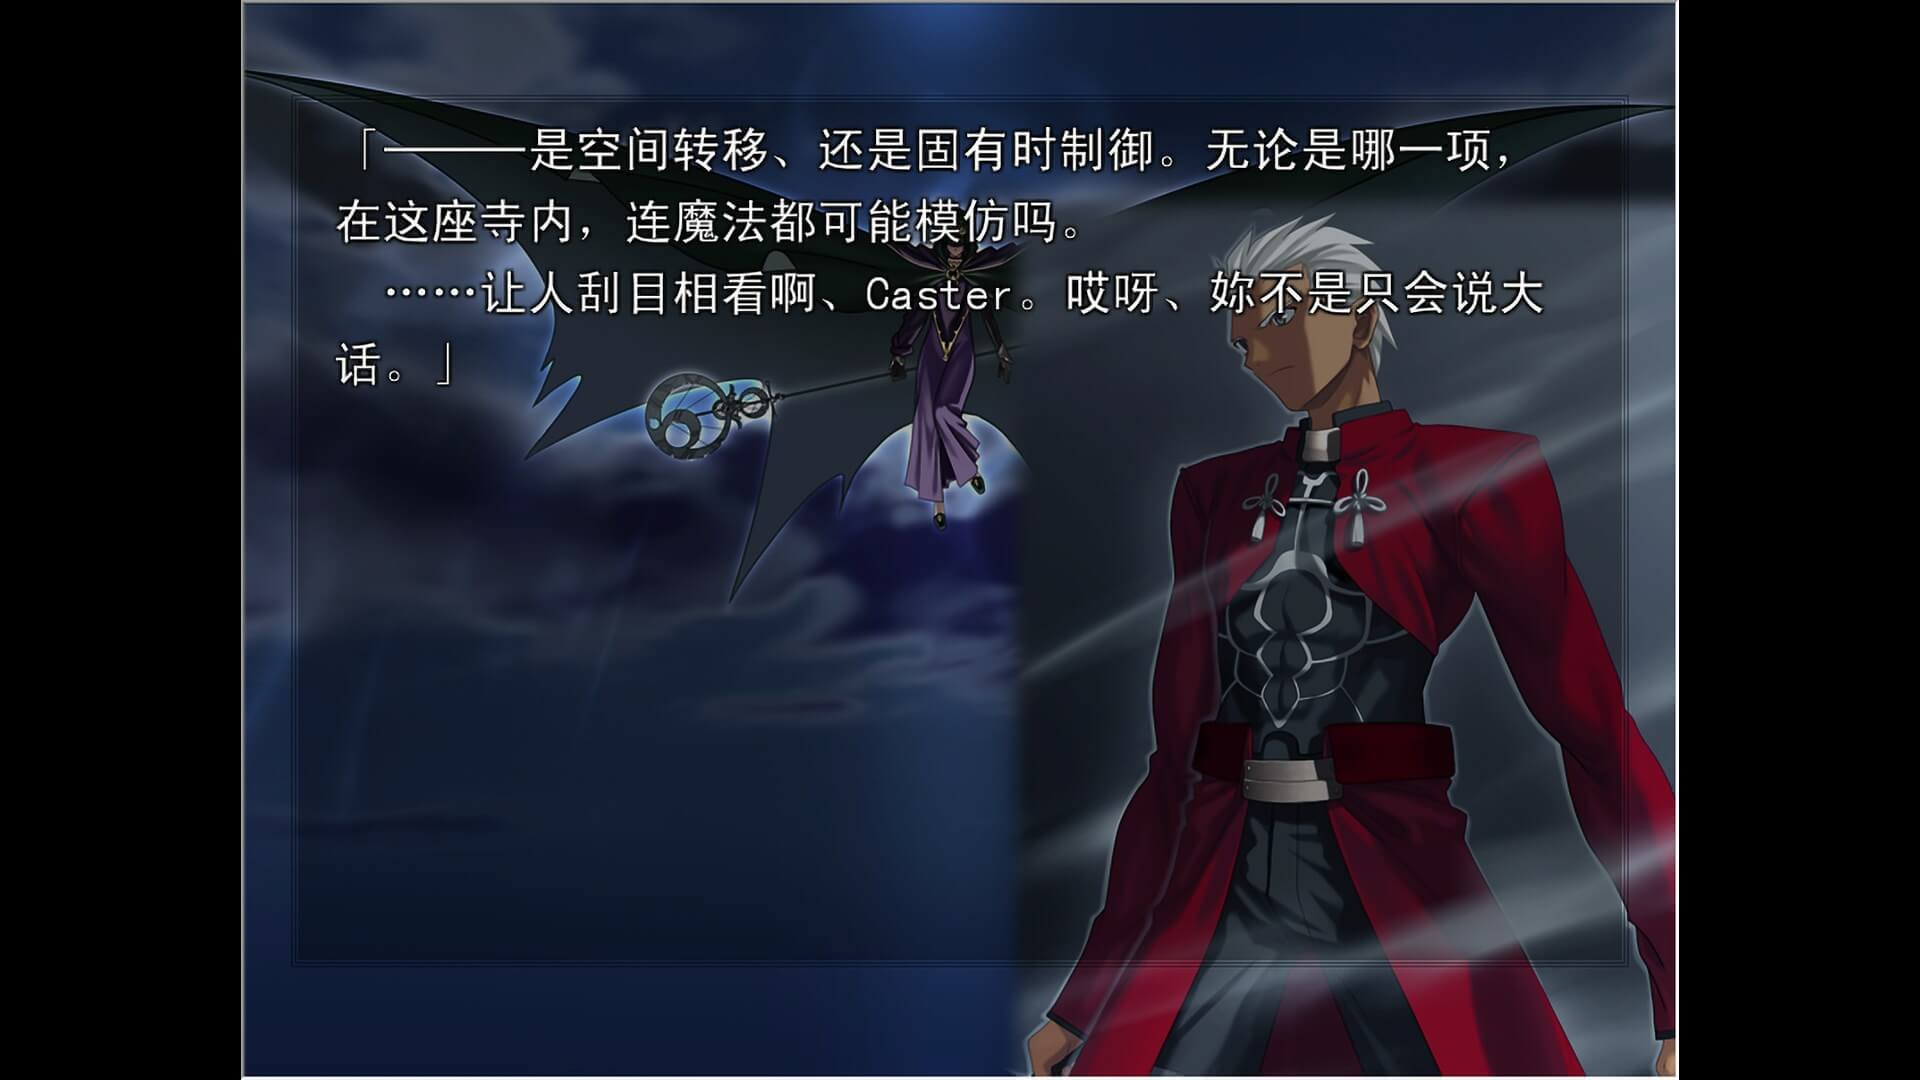 「———是空间转移、还是固有时制御。无论是哪一项，
在这座寺内，连魔法都可能模仿吗。
……让人刮目相看啊、Caster。哎呀、妳不是只会说大
话。」